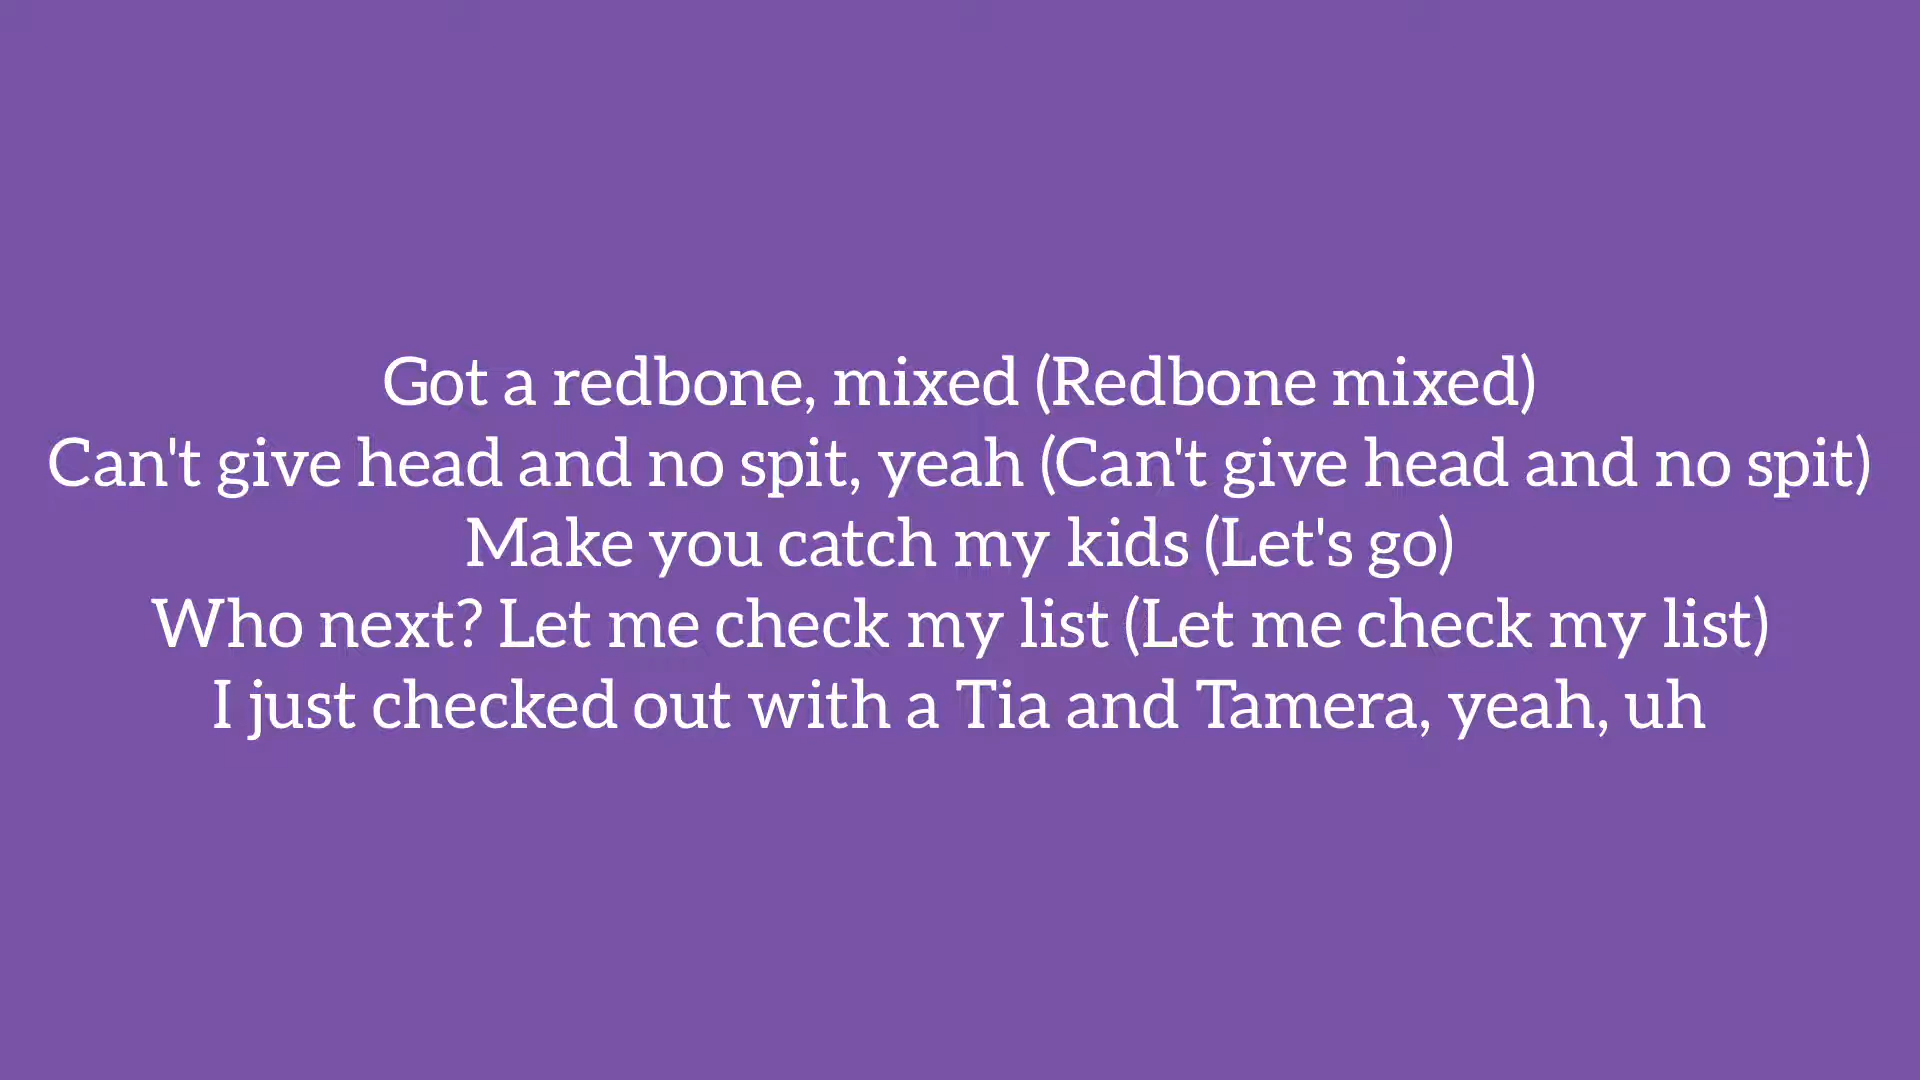 Got a redbone, mixed (Redbone mixed)
Can't give head and no spit, yeah (Can't give head and no spit)
Make you catch my kids (Let's go)
Who next? Let me check my list (Let me check my list)
I just checked out with a Tia and Tamera, yeah, uh